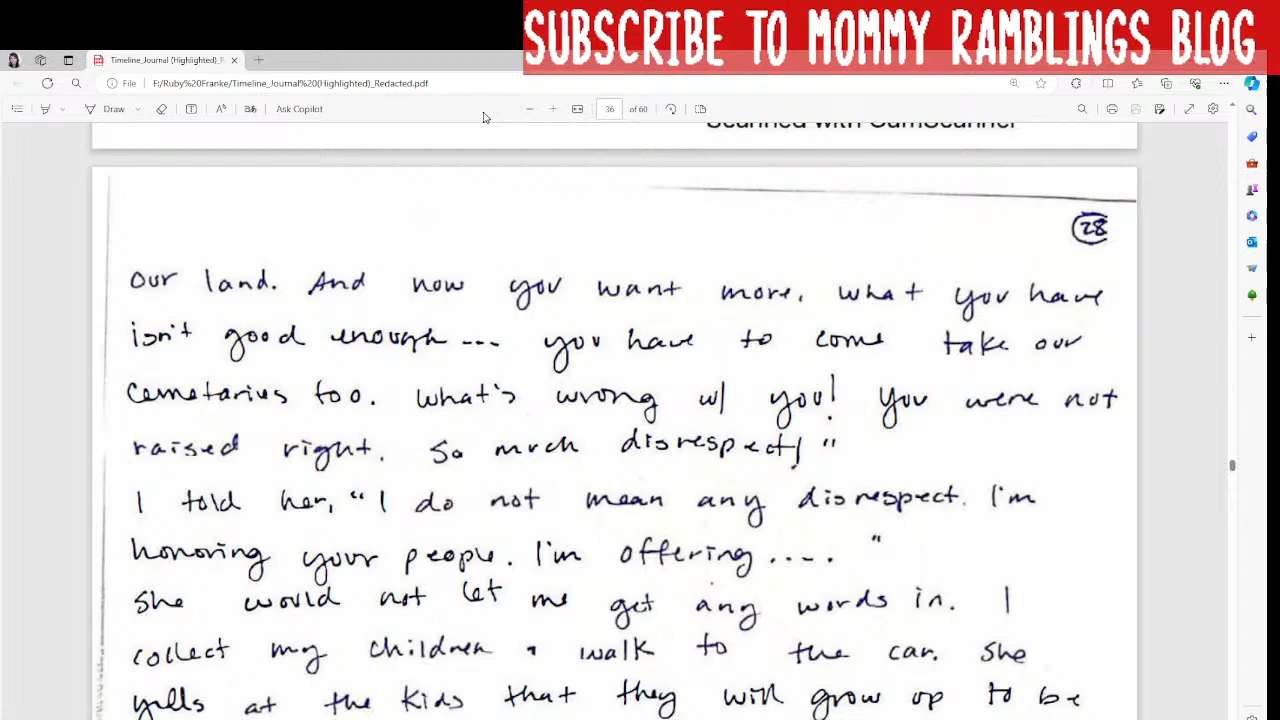 SUBSCRIBE TO MOMMY RAMBLINGS BLOG
Timeline_Journal (Highlighted)_R
File F:/Ruby%20Franke/Timeline_Journal%20(Highlighted)_Redacted.pdf
Draw Ask Copilot 36 of 60
Scanned with CamScanner
28
Our land. And now you want more. What you have
isn't good enough... you have to come take our
cemetaries too. What's wrong w/ you! You were not
raised right. So much disrespect!"
I told her, "I do not mean any disrespect. I'm
honoring your people. I'm offering....."
She would not let me get any words in. I
collect my children + walk to the car. She
yells at the kids that they will grow up to be